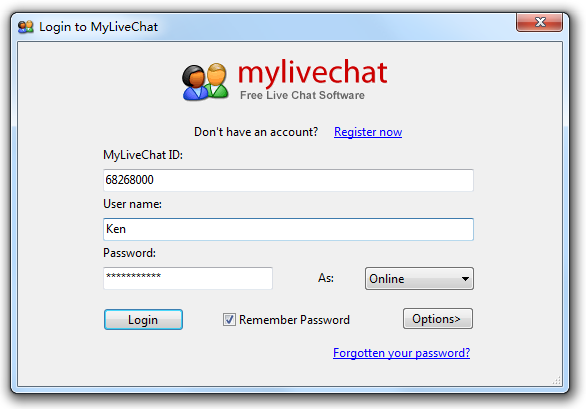 Login to MyLiveChat
mylivechat
Free Live Chat Software
Don't have an account? Register now
MyLiveChat ID:
68268000
User name:
Ken
Password:
***********
As: Online
Login Remember Password Options>
Forgotten your password?